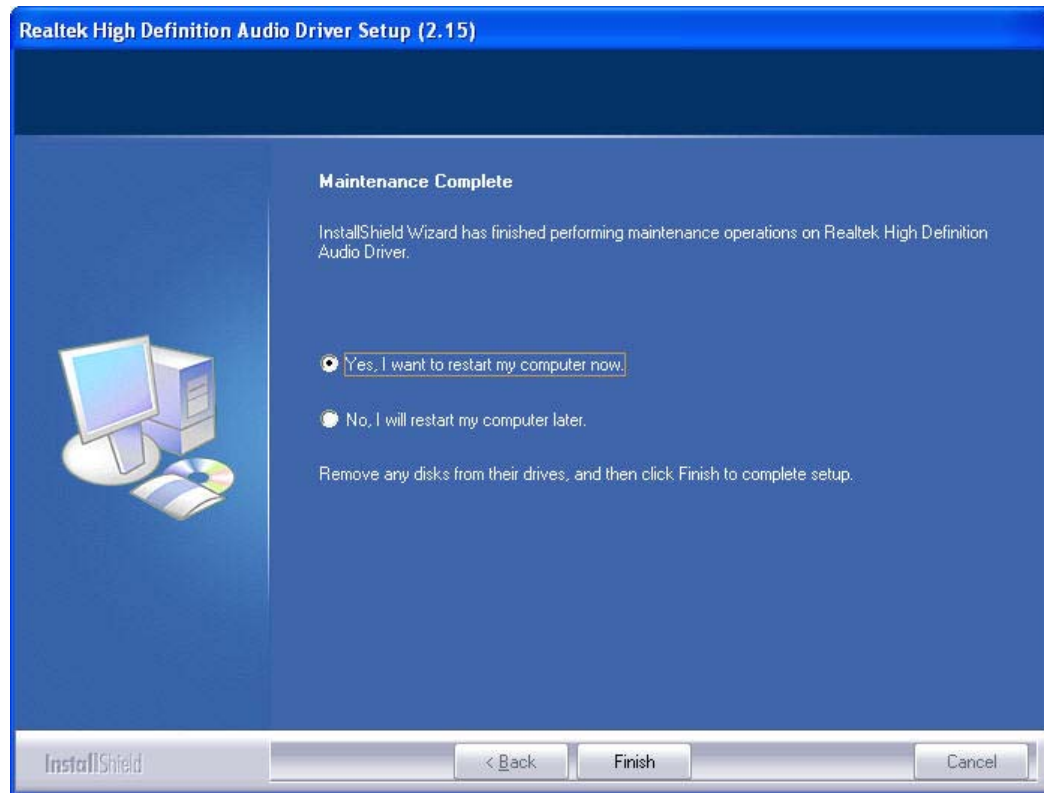 Realtek High Definition Audio Driver Setup (2.15)
Maintenance Complete
InstallShield Wizard has finished performing maintenance operations on Realtek High Definition
Audio Driver.
Yes, I want to restart my computer now.
No, I will restart my computer later.
Remove any disks from their drives, and then click Finish to complete setup.
InstallShield
< Back
Finish
Cancel